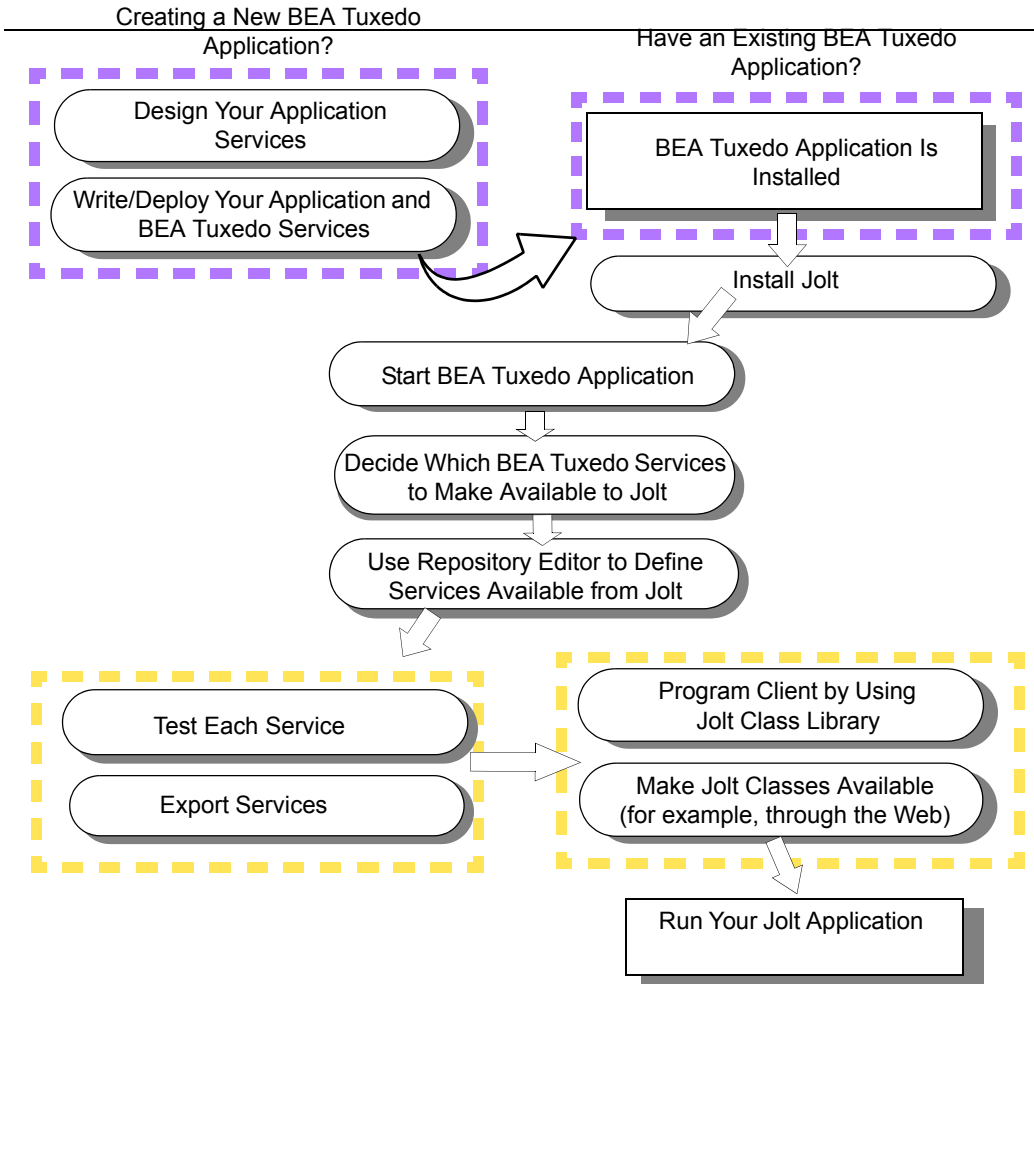 Creating a New BEA Tuxedo
Application?
Have an Existing BEA Tuxedo
Application?
Design Your Application
Services
Write/Deploy Your Application and
BEA Tuxedo Services
BEA Tuxedo Application Is
Installed
Install Jolt
Start BEA Tuxedo Application
Decide Which BEA Tuxedo Services
to Make Available to Jolt
Use Repository Editor to Define
Services Available from Jolt
Test Each Service
Export Services
Program Client by Using
Jolt Class Library
Make Jolt Classes Available
(for example, through the Web)
Run Your Jolt Application